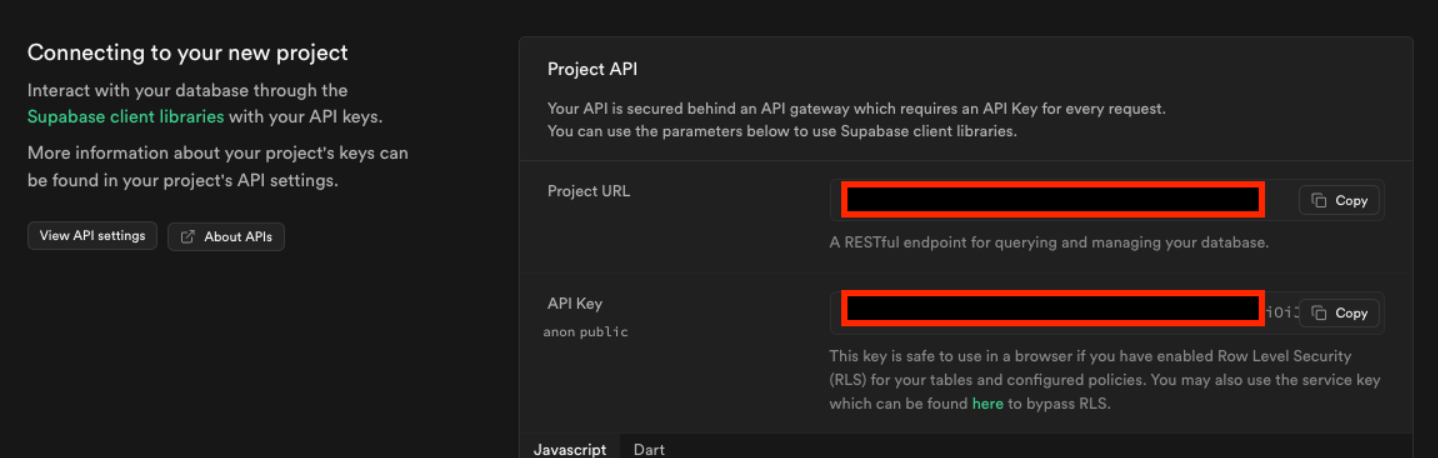 Connecting to your new project
Interact with your database through the
Supabase client libraries with your API keys.
More information about your project's keys can
be found in your project's API settings.
View API settings
About APIs
Project API
Your API is secured behind an API gateway which requires an API Key for every request.
You can use the parameters below to use Supabase client libraries.
Project URL
Copy
A RESTful endpoint for querying and managing your database.
API Key
anon public
iOiJ
Copy
This key is safe to use in a browser if you have enabled Row Level Security
(RLS) for your tables and configured policies. You may also use the service key
which can be found here to bypass RLS.
Javascript
Dart